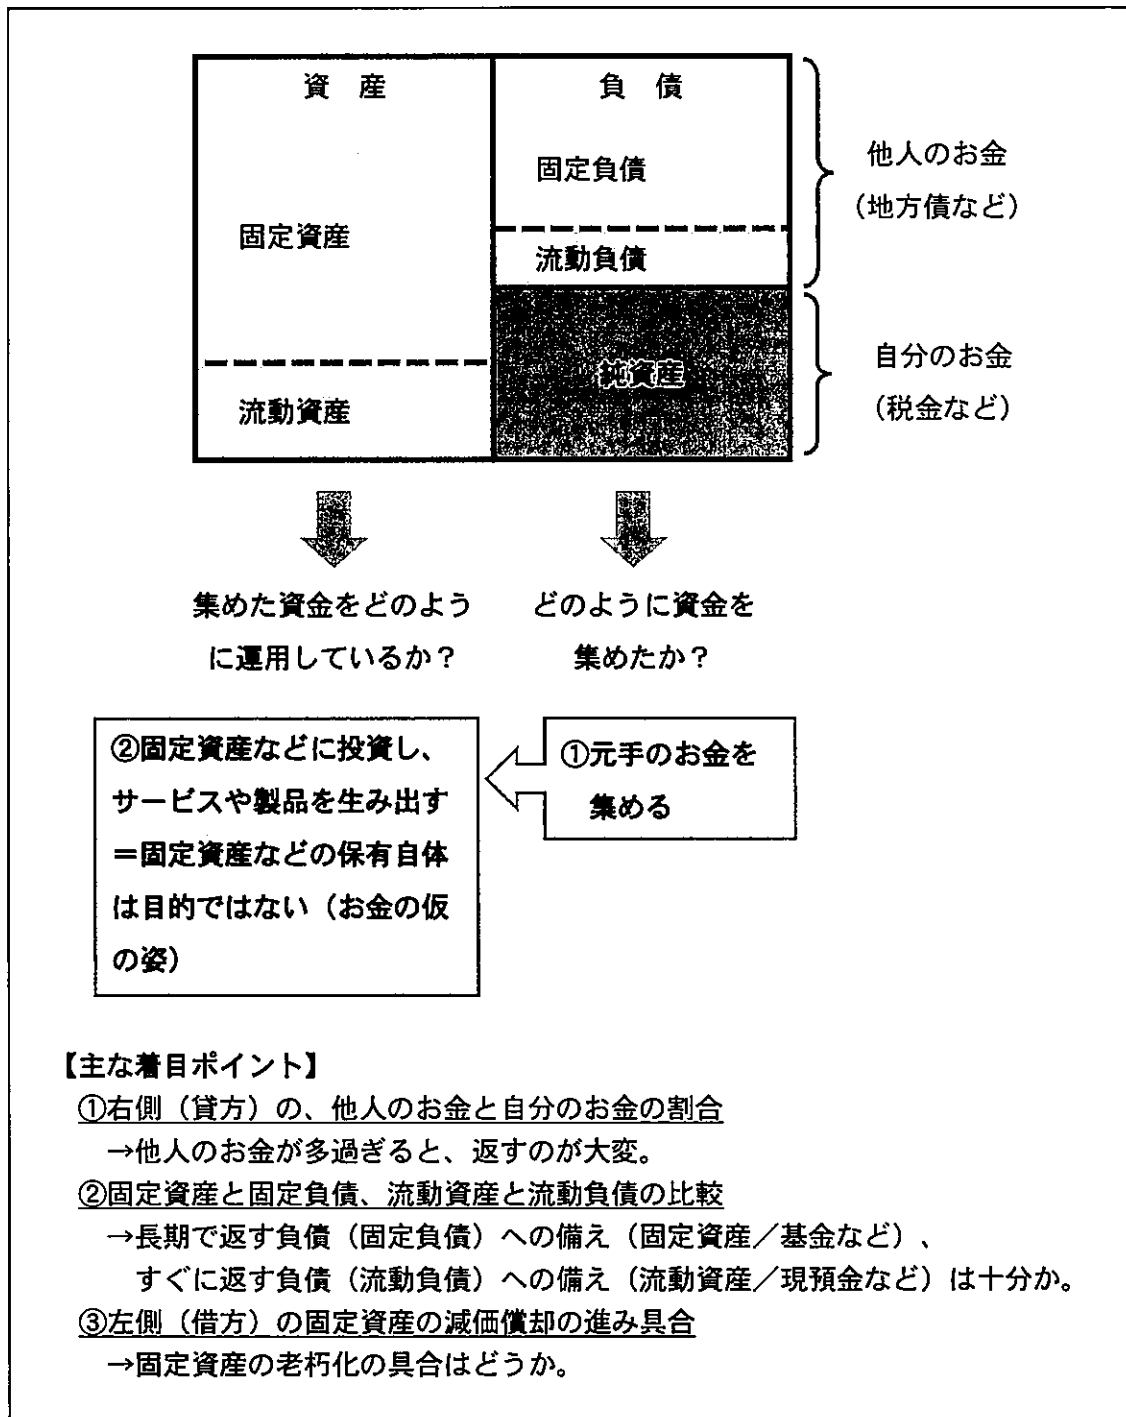 資　産
負　債
固定負債
他人のお金
（地方債など）
固定資産
流動負債
純資産
自分のお金
（税金など）
流動資産
集めた資金をどのよう
に運用しているか？
どのように資金を
集めたか？
②固定資産などに投資し、
サービスや製品を生み出す
＝固定資産などの保有自体
は目的ではない（お金の仮
の姿）
①元手のお金を
集める
【主な着目ポイント】
①右側（貸方）の、他人のお金と自分のお金の割合
→他人のお金が多過ぎると、返すのが大変。
②固定資産と固定負債、流動資産と流動負債の比較
→長期で返す負債（固定負債）への備え（固定資産／基金など）、
すぐに返す負債（流動負債）への備え（流動資産／現預金など）は十分か。
③左側（借方）の固定資産の減価償却の進み具合
→固定資産の老朽化の具合はどうか。